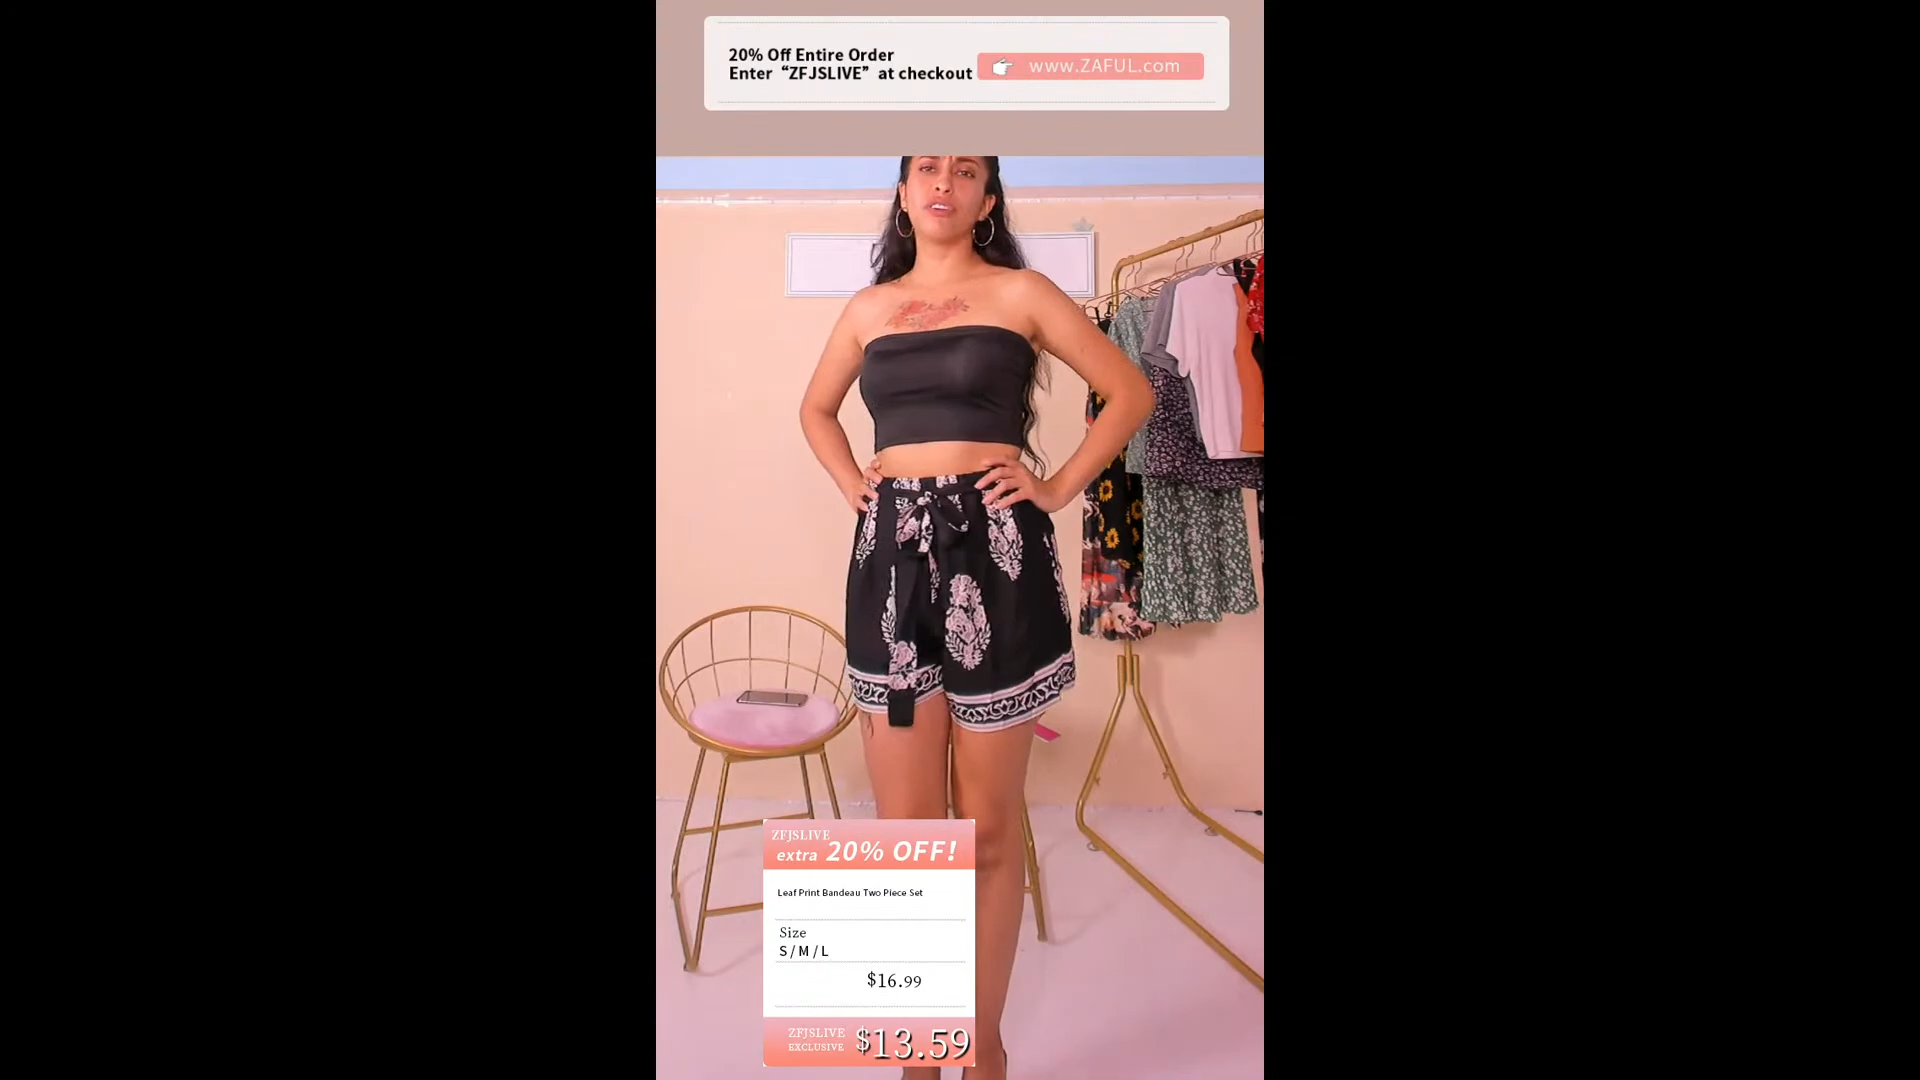 20% Off Entire Order
Enter “ZFJSLIVE” at checkout
www.ZAFUL.com
ZFJSLIVE
extra 20% OFF!
Leaf Print Bandeau Two Piece Set
Size
S / M / L
$16.99
ZFJSLIVE
EXCLUSIVE
$13.59